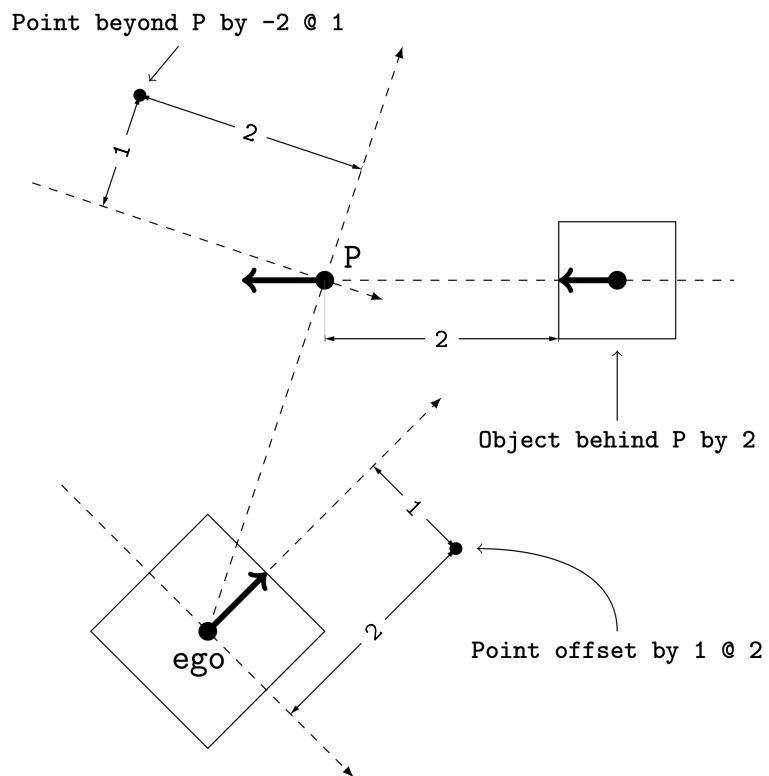 Point beyond P by -2 @ 1
2
1
P
2
Object behind P by 2
1
2
ego
Point offset by 1 @ 2